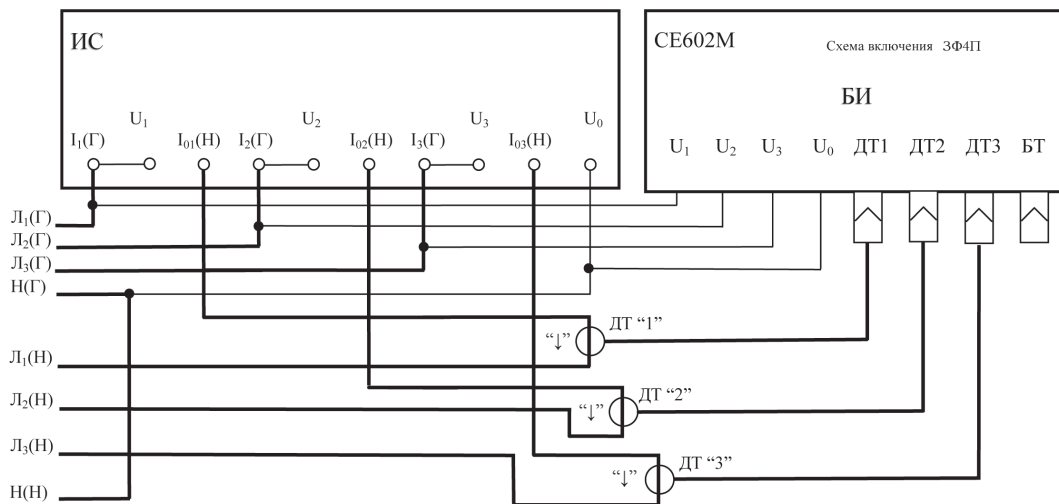 ИС
СЕ602М
Схема включения 3Ф4П
БИ
U₁ U₂ U₃ U₀
I₁(Г) I₀₁(Н) I₂(Г) I₀₂(Н) I₃(Г) I₀₃(Н)
U₁ U₂ U₃ U₀ ДТ1 ДТ2 ДТ3 БТ
Л₁(Г)
Л₂(Г)
Л₃(Г)
Н(Г)
“↓” ДТ “1”
Л₁(Н)
“↓” ДТ “2”
Л₂(Н)
Л₃(Н)
“↓” ДТ “3”
Н(Н)